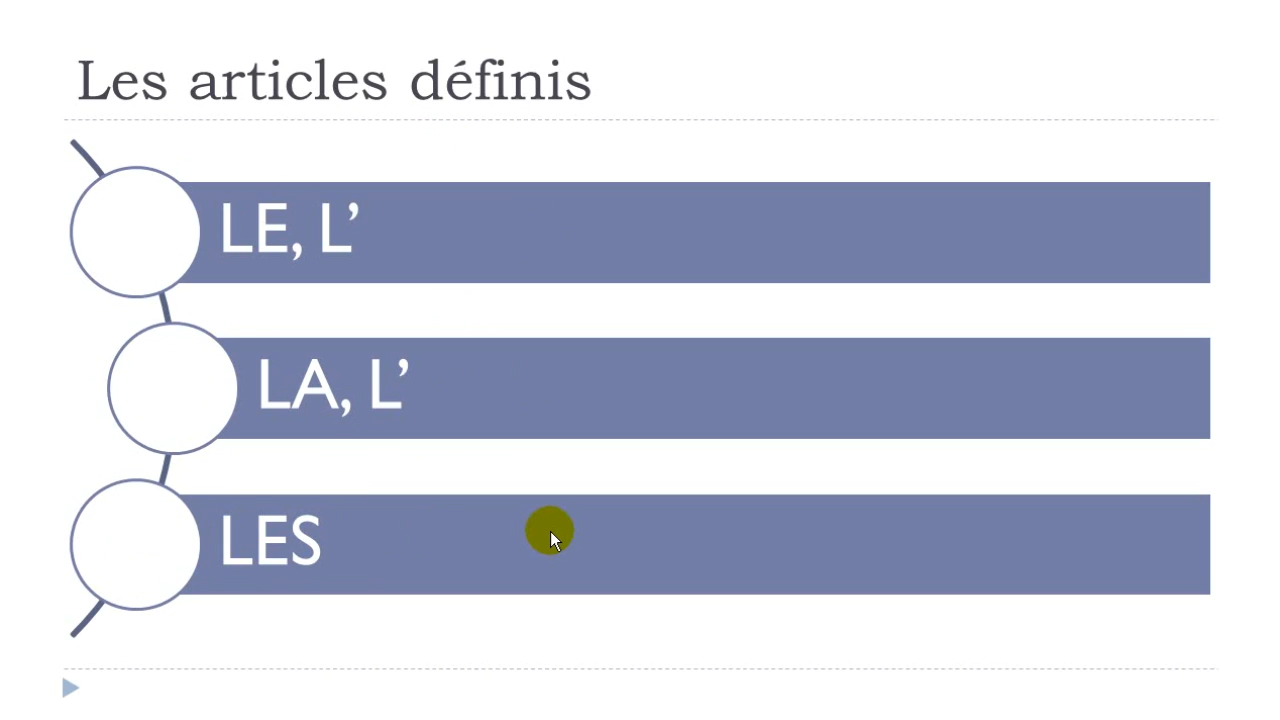 Les articles définis
LE, L’
LA, L’
LES